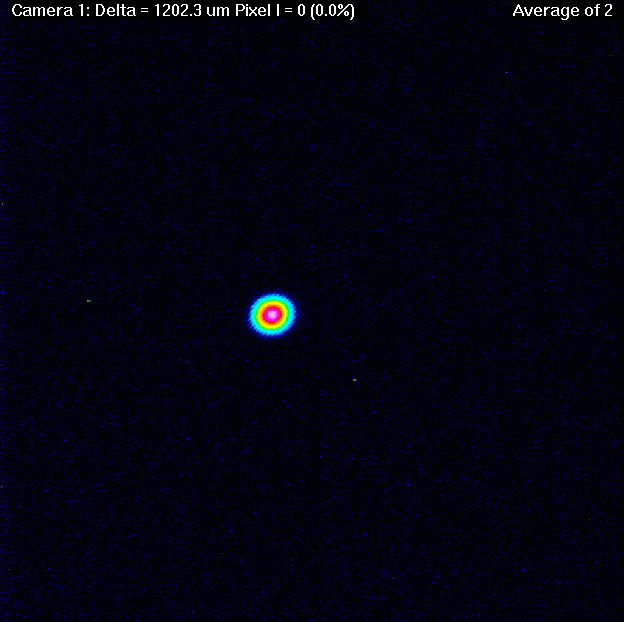 Camera 1: Delta = 1202.3 um Pixel I = 0 (0.0%) Average of 2